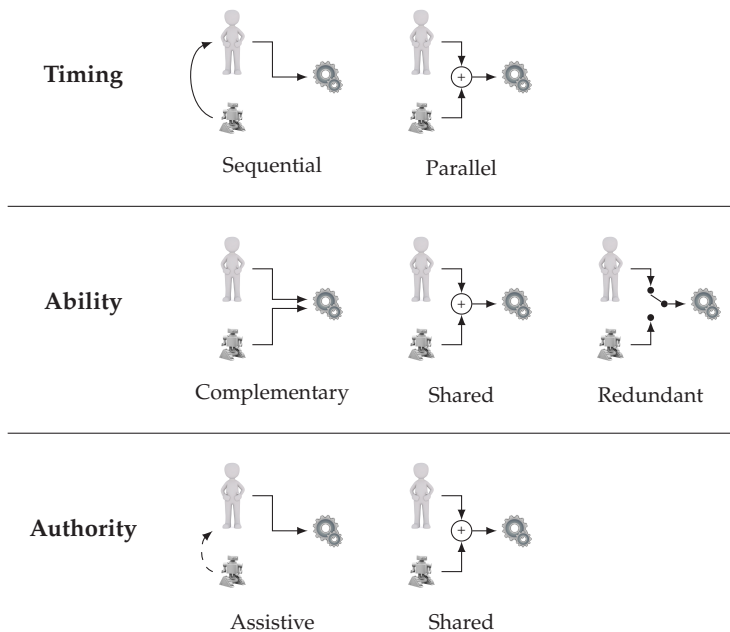 Timing
Sequential
Parallel
Ability
Complementary
Shared
Redundant
Authority
Assistive
Shared